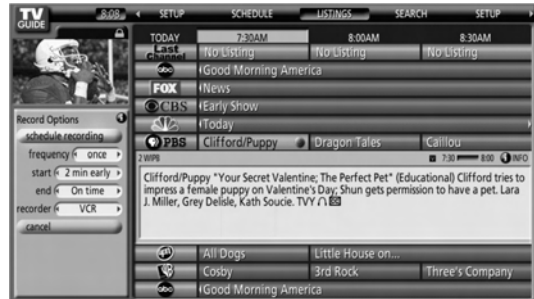 TV GUIDE
8:08
SETUP SCHEDULE LISTINGS SEARCH SETUP
TODAY 7:30AM 8:00AM 8:30AM
Last Channel No Listing No Listing No Listing
abc Good Morning America
FOX News
CBS Early Show
Today
PBS Clifford/Puppy Dragon Tales Caillou
2 WIPB 7:30 8:00 INFO
Clifford/Puppy "Your Secret Valentine; The Perfect Pet" (Educational) Clifford tries to
impress a female puppy on Valentine's Day; Shun gets permission to have a pet. Lara
J. Miller, Grey Delisle, Kath Soucie. TVY
All Dogs Little House on...
Cosby 3rd Rock Three's Company
abc Good Morning America
Record Options
schedule recording
frequency once
start 2 min early
end On time
recorder VCR
cancel